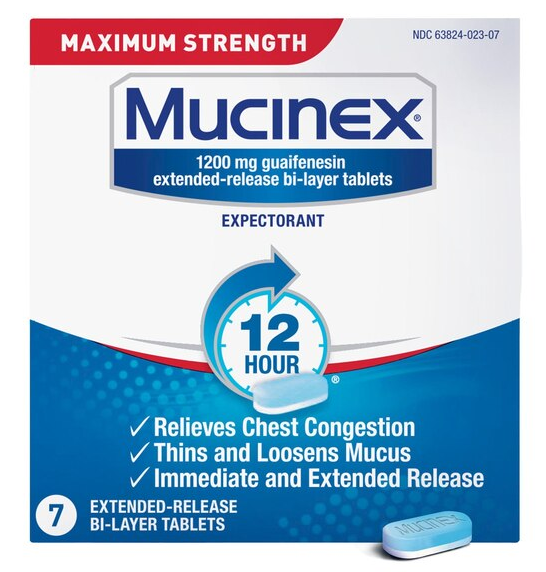 MAXIMUM STRENGTH
NDC 63824-023-07
Mucinex®
1200 mg guaifenesin
extended-release bi-layer tablets
EXPECTORANT
12
HOUR
®
✓ Relieves Chest Congestion
✓ Thins and Loosens Mucus
✓ Immediate and Extended Release
7 EXTENDED-RELEASE
BI-LAYER TABLETS
MUCINEX